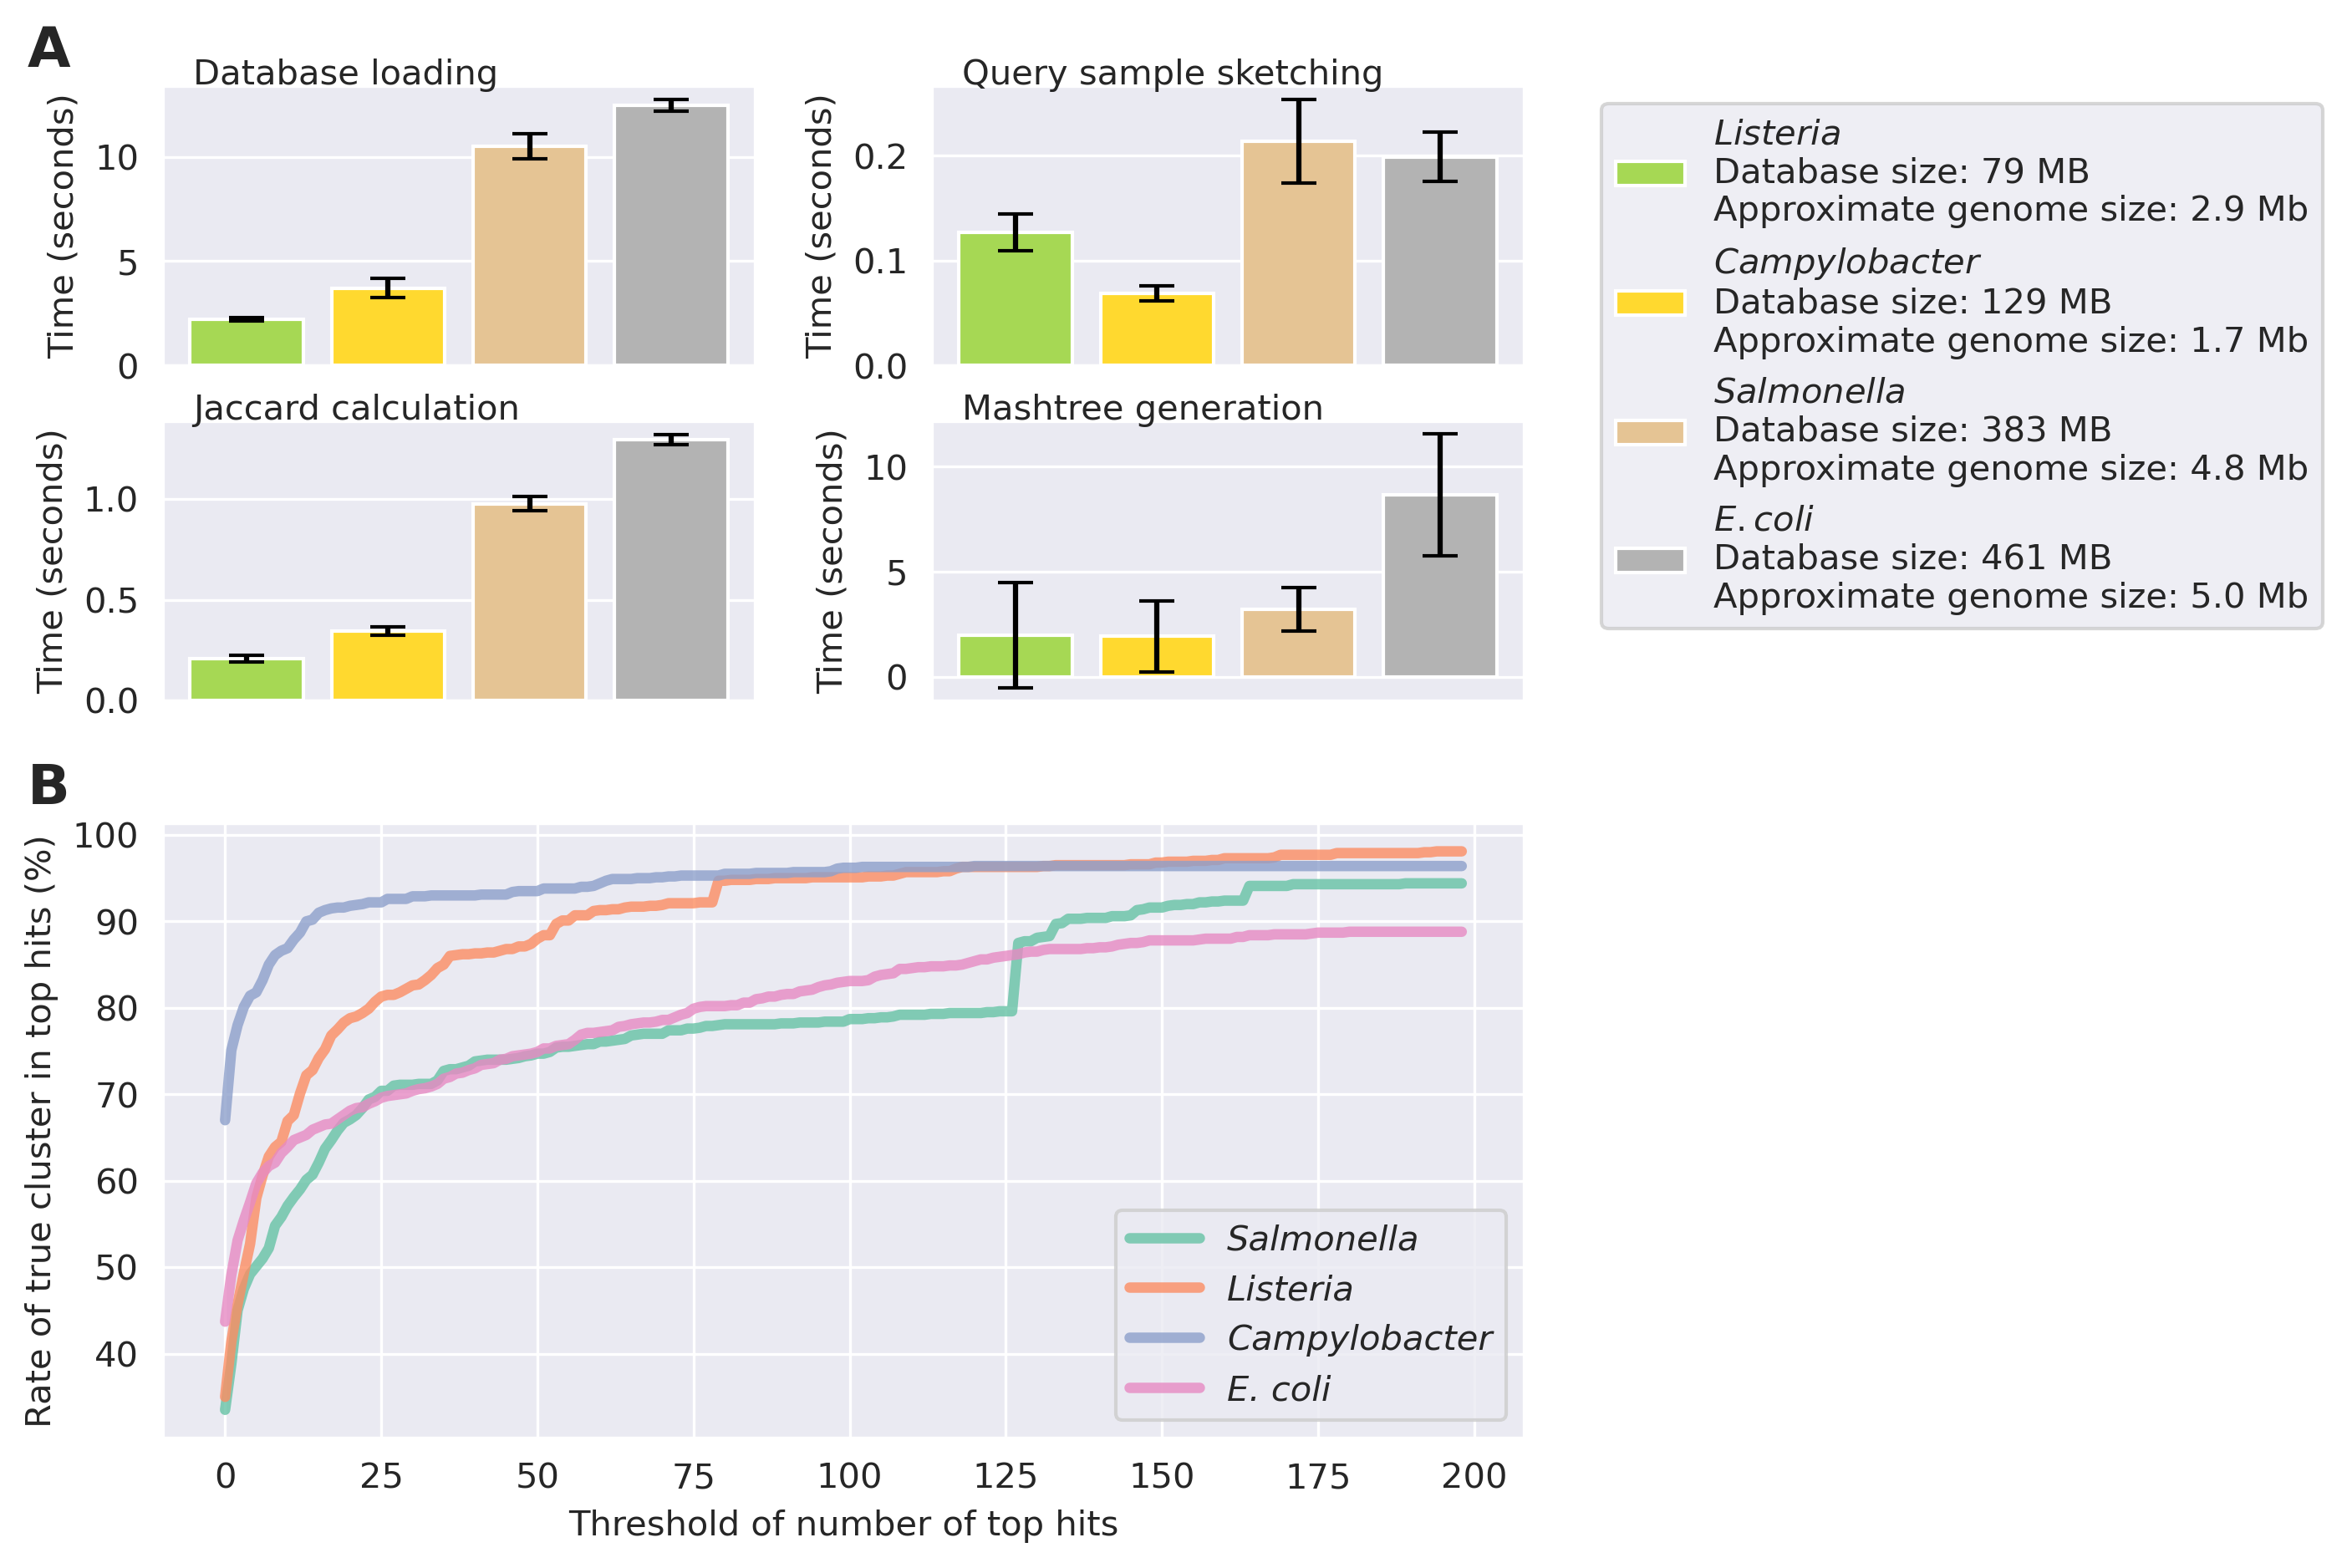 A
Database loading
Time (seconds)
10
5
0
Query sample sketching
Time (seconds)
0.2
0.1
0.0
Jaccard calculation
Time (seconds)
1.0
0.5
0.0
Mashtree generation
Time (seconds)
10
5
0
Listeria
Database size: 79 MB
Approximate genome size: 2.9 Mb
Campylobacter
Database size: 129 MB
Approximate genome size: 1.7 Mb
Salmonella
Database size: 383 MB
Approximate genome size: 4.8 Mb
E. coli
Database size: 461 MB
Approximate genome size: 5.0 Mb
B
Rate of true cluster in top hits (%)
100
90
80
70
60
50
40
Salmonella
Listeria
Campylobacter
E. coli
0 25 50 75 100 125 150 175 200
Threshold of number of top hits